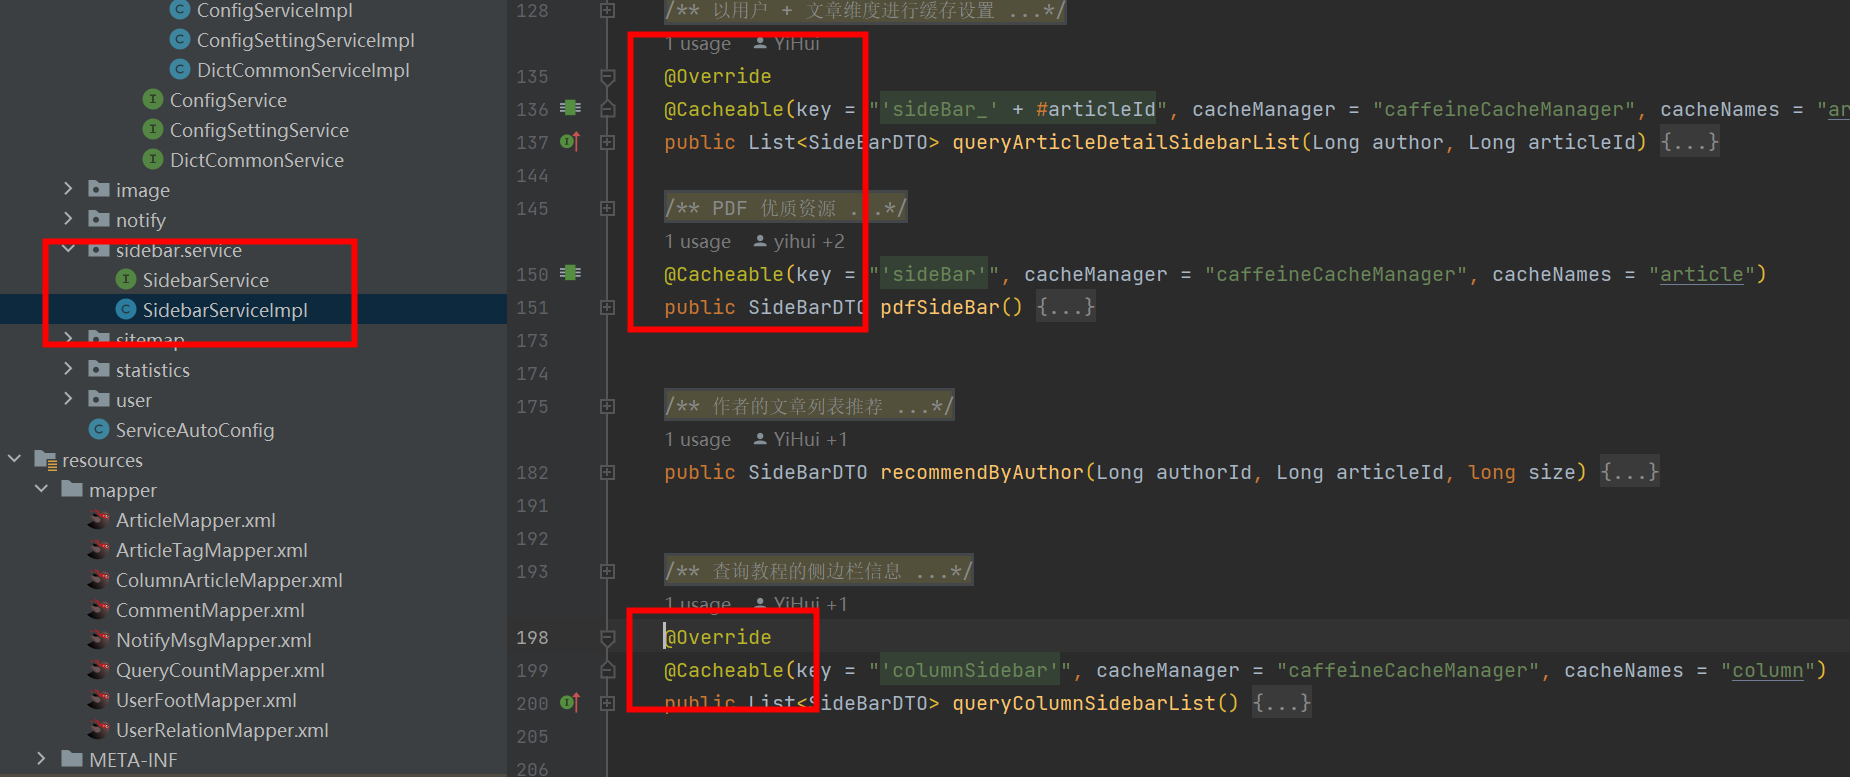 ConfigServiceImpl
ConfigSettingServiceImpl
DictCommonServiceImpl
ConfigService
ConfigSettingService
DictCommonService
image
notify
sidebar.service
SidebarService
SidebarServiceImpl
sitemap
statistics
user
ServiceAutoConfig
resources
mapper
ArticleMapper.xml
ArticleTagMapper.xml
ColumnArticleMapper.xml
CommentMapper.xml
NotifyMsgMapper.xml
QueryCountMapper.xml
UserFootMapper.xml
UserRelationMapper.xml
META-INF
128 /** 以用户 + 文章维度进行缓存设置 ...*/
1 usage YiHui
135 @Override
136 @Cacheable(key = "'sideBar_' + #articleId", cacheManager = "caffeineCacheManager", cacheNames = "ar
137 public List<SideBarDTO> queryArticleDetailSidebarList(Long author, Long articleId) {...}
144
145 /** PDF 优质资源 ...*/
1 usage yihui +2
150 @Cacheable(key = "'sideBar'", cacheManager = "caffeineCacheManager", cacheNames = "article")
151 public SideBarDTO pdfSideBar() {...}
173
174
175 /** 作者的文章列表推荐 ...*/
1 usage YiHui +1
182 public SideBarDTO recommendByAuthor(Long authorId, Long articleId, long size) {...}
191
192
193 /** 查询教程的侧边栏信息 ...*/
1 usage YiHui +1
198 @Override
199 @Cacheable(key = "'columnSidebar'", cacheManager = "caffeineCacheManager", cacheNames = "column")
200 public List<SideBarDTO> queryColumnSidebarList() {...}
205
206